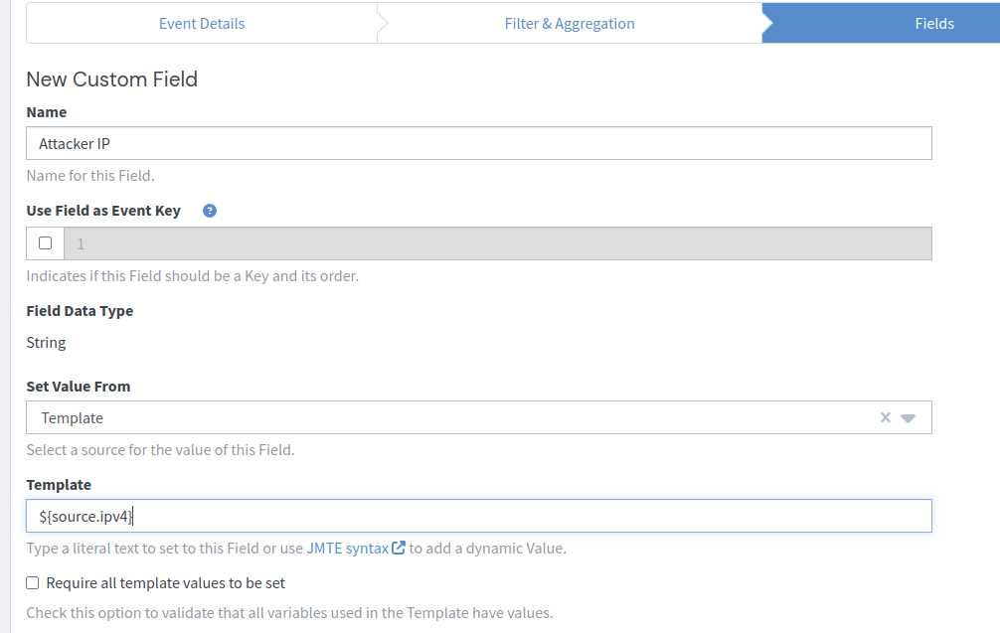 Event Details
Filter & Aggregation
Fields
New Custom Field
Name
Attacker IP
Name for this Field.
Use Field as Event Key ?
1
Indicates if this Field should be a Key and its order.
Field Data Type
String
Set Value From
Template
Select a source for the value of this Field.
Template
${source.ipv4}
Type a literal text to set to this Field or use JMTE syntax to add a dynamic Value.
Require all template values to be set
Check this option to validate that all variables used in the Template have values.